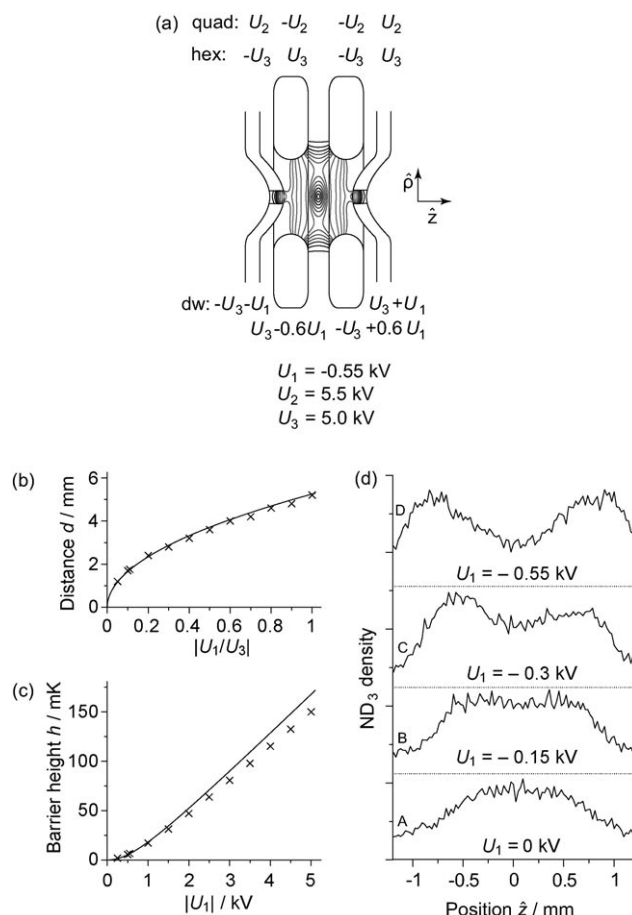 (a) quad: U2 -U2 -U2 U2
hex: -U3 U3 -U3 U3
ρ̂
ẑ
dw: -U3-U1 U3+U1
U3-0.6U1 -U3+0.6 U1
U1 = -0.55 kV
U2 = 5.5 kV
U3 = 5.0 kV
(b)
Distance d / mm
6
4
2
0
0 0.2 0.4 0.6 0.8 1
|U1/U3|
(c)
Barrier height h / mK
150
100
50
0
0 1 2 3 4 5
|U1| / kV
(d)
ND3 density
D
U1 = − 0.55 kV
C
U1 = − 0.3 kV
B
U1 = − 0.15 kV
A
U1 = 0 kV
-1 -0.5 0 0.5 1
Position ẑ / mm